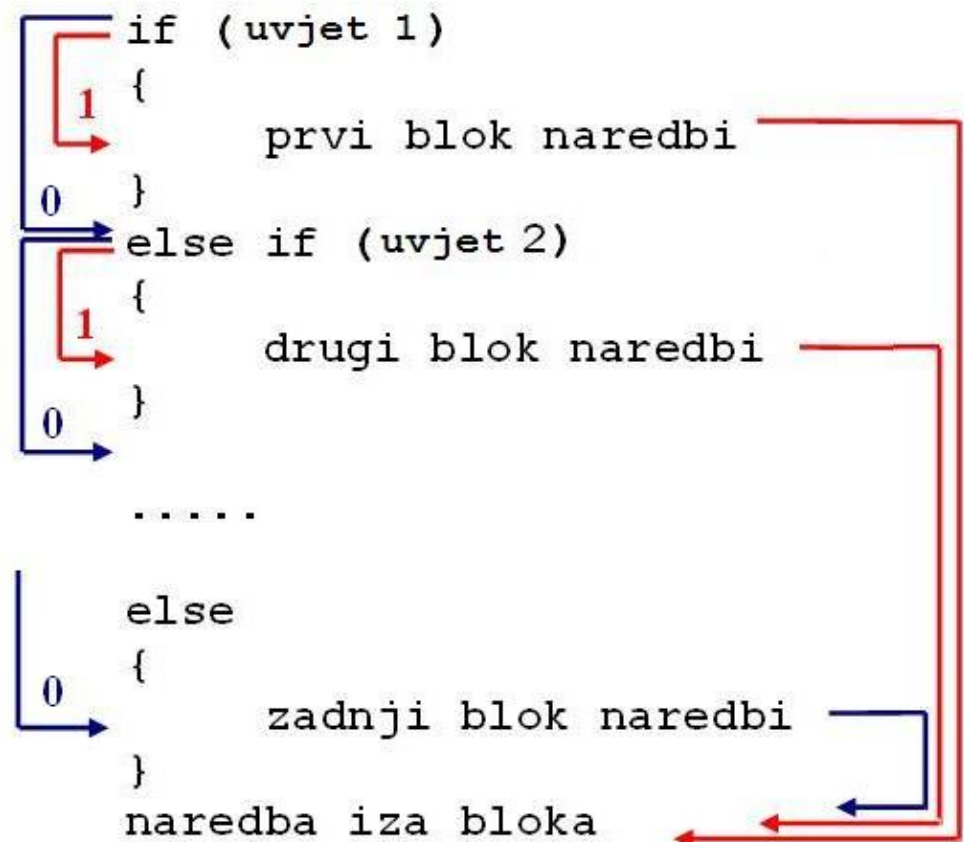 if (uvjet 1)
{
1
prvi blok naredbi
}
0
else if (uvjet 2)
{
1
drugi blok naredbi
}
0
.....
else
{
0
zadnji blok naredbi
}
naredba iza bloka